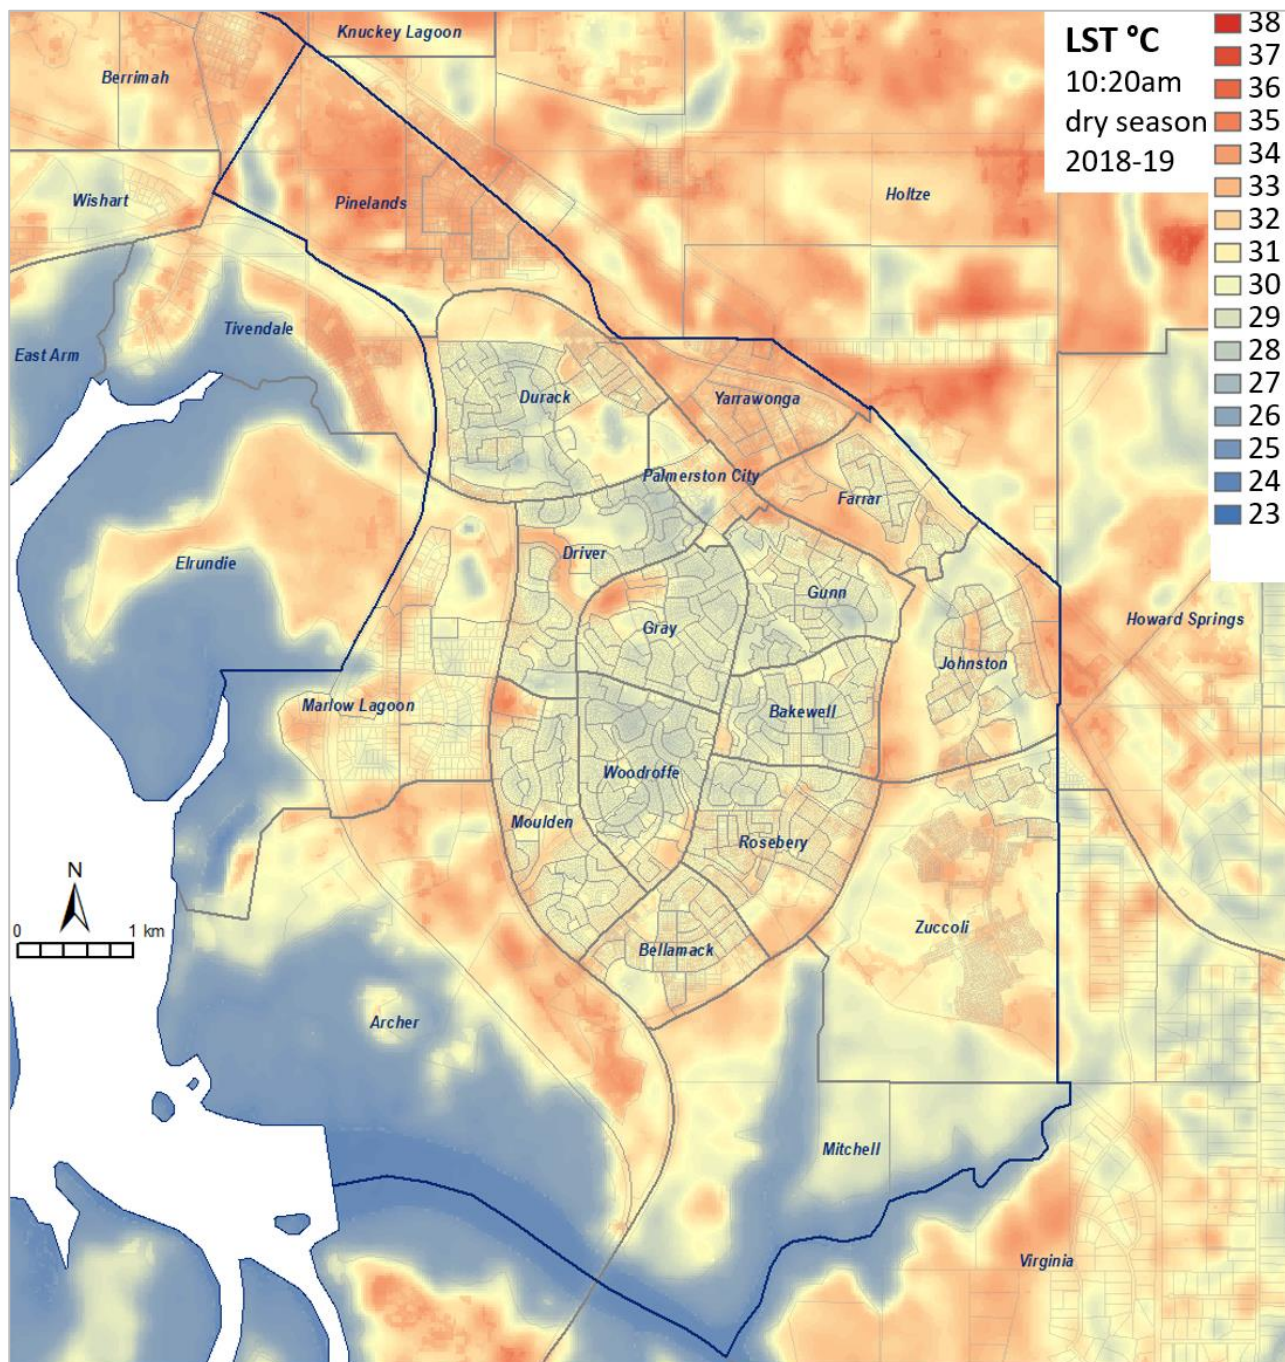 Knuckey Lagoon
LST °C
10:20am
dry season
2018-19
38
37
36
35
34
33
32
31
30
29
28
27
26
25
24
23
Berrimah
Wishart
Pinelands
Holtze
Tivendale
East Arm
Durack
Yarrawonga
Palmerston City
Farrar
Elrundie
Driver
Gunn
Gray
Howard Springs
Johnston
Marlow Lagoon
Bakewell
Woodroffe
Moulden
Rosebery
N
0 1 km
Zuccoli
Bellamack
Archer
Mitchell
Virginia